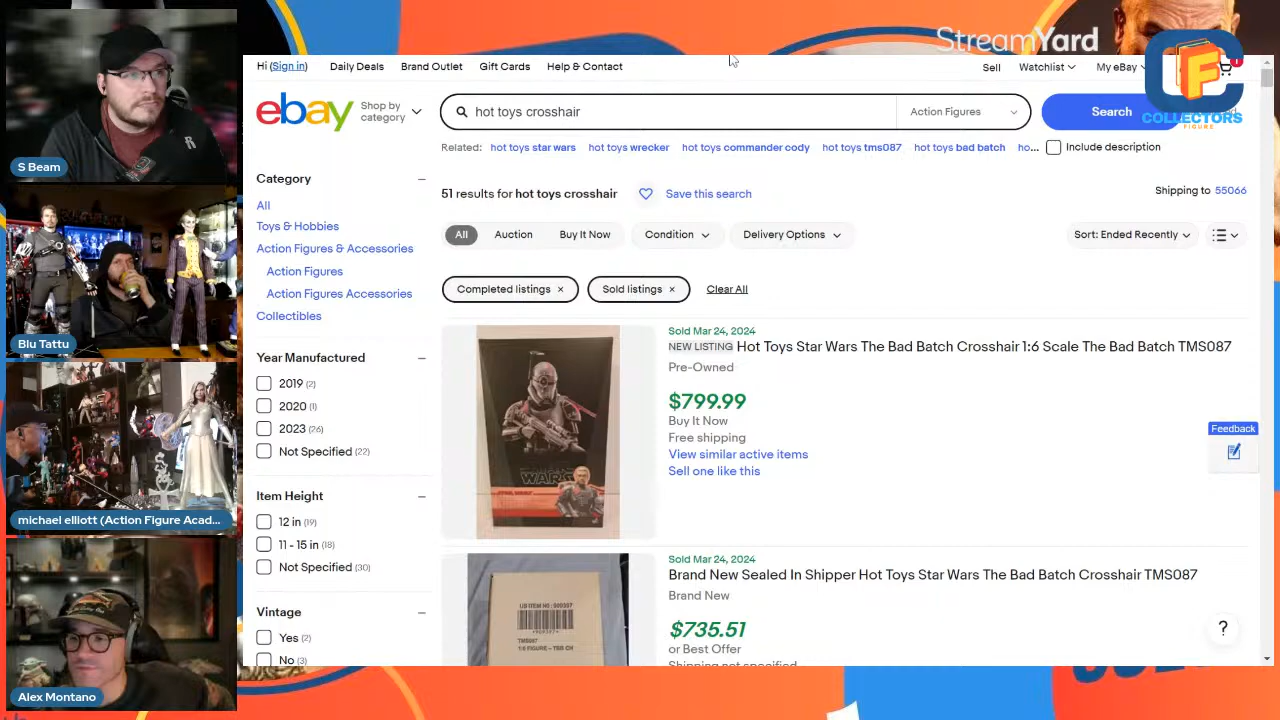 StreamYard
S Beam
Blu Tattu
michael elliott (Action Figure Acad...
Alex Montano
Hi (Sign in)
Daily Deals
Brand Outlet
Gift Cards
Help & Contact
Sell
Watchlist
My eBay
1
ebay
Shop by
category
hot toys crosshair
Action Figures
Search
CF
COLLECTORS
FIGURE
Related:
hot toys star wars
hot toys wrecker
hot toys commander cody
hot toys tms087
hot toys bad batch
ho...
Include description
Category
All
Toys & Hobbies
Action Figures & Accessories
Action Figures
Action Figures Accessories
Collectibles
Year Manufactured
2019 (2)
2020 (1)
2023 (26)
Not Specified (22)
Item Height
12 in (19)
11 - 15 in (18)
Not Specified (30)
Vintage
Yes (2)
No (3)
51 results for hot toys crosshair
Save this search
Shipping to 55066
All
Auction
Buy It Now
Condition
Delivery Options
Sort: Ended Recently
Completed listings ×
Sold listings ×
Clear All
Sold Mar 24, 2024
NEW LISTING Hot Toys Star Wars The Bad Batch Crosshair 1:6 Scale The Bad Batch TMS087
Pre-Owned
$799.99
Buy It Now
Free shipping
View similar active items
Sell one like this
WARS
Feedback
Sold Mar 24, 2024
Brand New Sealed In Shipper Hot Toys Star Wars The Bad Batch Crosshair TMS087
Brand New
$735.51
or Best Offer
Shipping not specified
TMS087
?